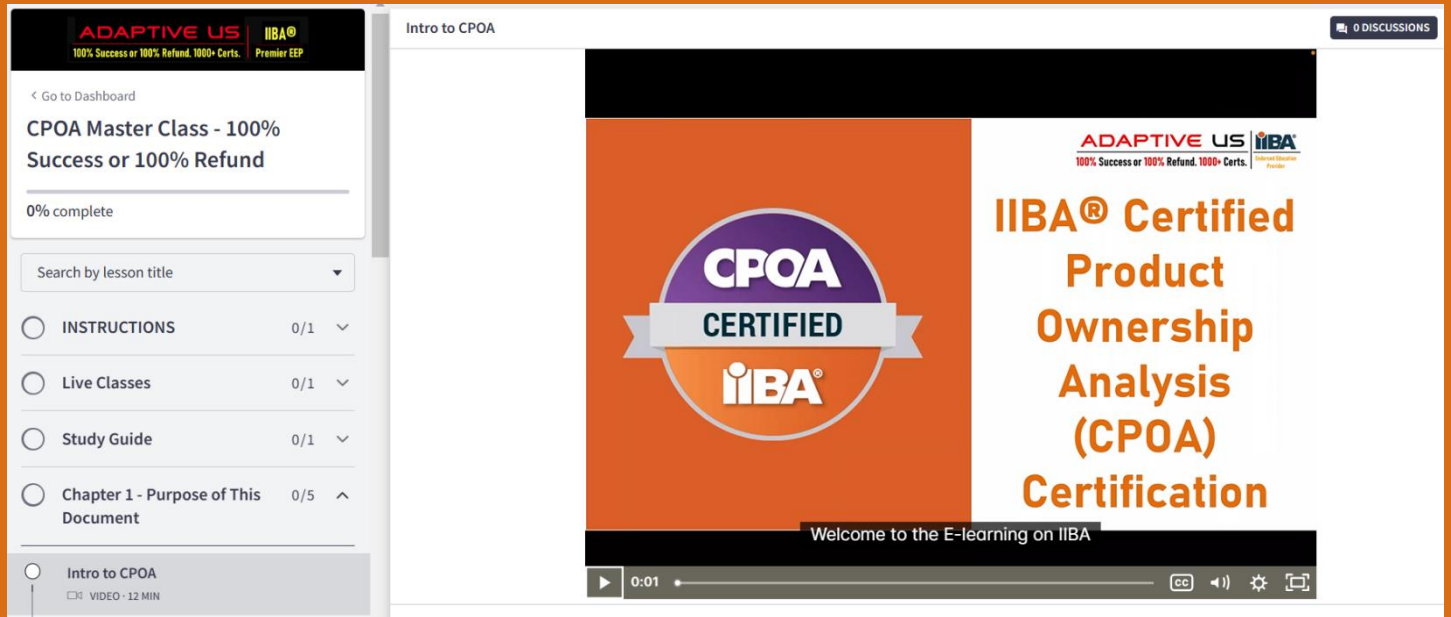 ADAPTIVE US IIBA®
100% Success or 100% Refund. 1000+ Certs. Premier EEP
< Go to Dashboard
CPOA Master Class - 100%
Success or 100% Refund
0% complete
Search by lesson title
INSTRUCTIONS 0/1
Live Classes 0/1
Study Guide 0/1
Chapter 1 - Purpose of This 0/5
Document
Intro to CPOA
VIDEO · 12 MIN
Intro to CPOA
0 DISCUSSIONS
CPOA
CERTIFIED
IIBA®
ADAPTIVE US IIBA®
100% Success or 100% Refund. 1000+ Certs.
Endorsed Education
Provider
IIBA® Certified
Product
Ownership
Analysis
(CPOA)
Certification
Welcome to the E-learning on IIBA
0:01
CC